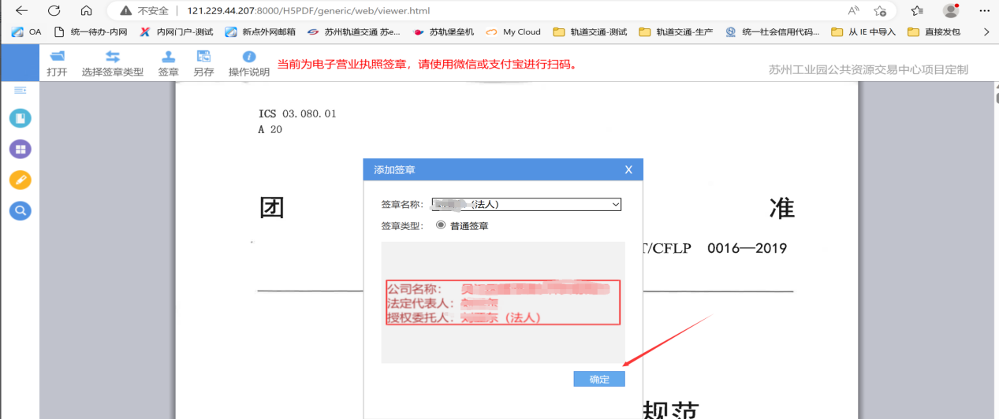 不安全 121.229.44.207:8000/H5PDF/generic/web/viewer.html
OA 统一待办-内网 内网门户-测试 新点外网邮箱 苏州轨道交通 苏e... 苏轨堡垒机 My Cloud 轨道交通-测试 轨道交通-生产 统一社会信用代码... 从 IE 中导入 直接发包
打开 选择签章类型 签章 另存 操作说明 当前为电子营业执照签章，请使用微信或支付宝进行扫码。 苏州工业园公共资源交易中心项目定制
ICS 03.080.01
A 20
添加签章 X
签章名称： （法人）
签章类型： 普通签章
团 准
T/CFLP 0016—2019
公司名称：
法定代表人：
授权委托人： （法人）
确定
规范